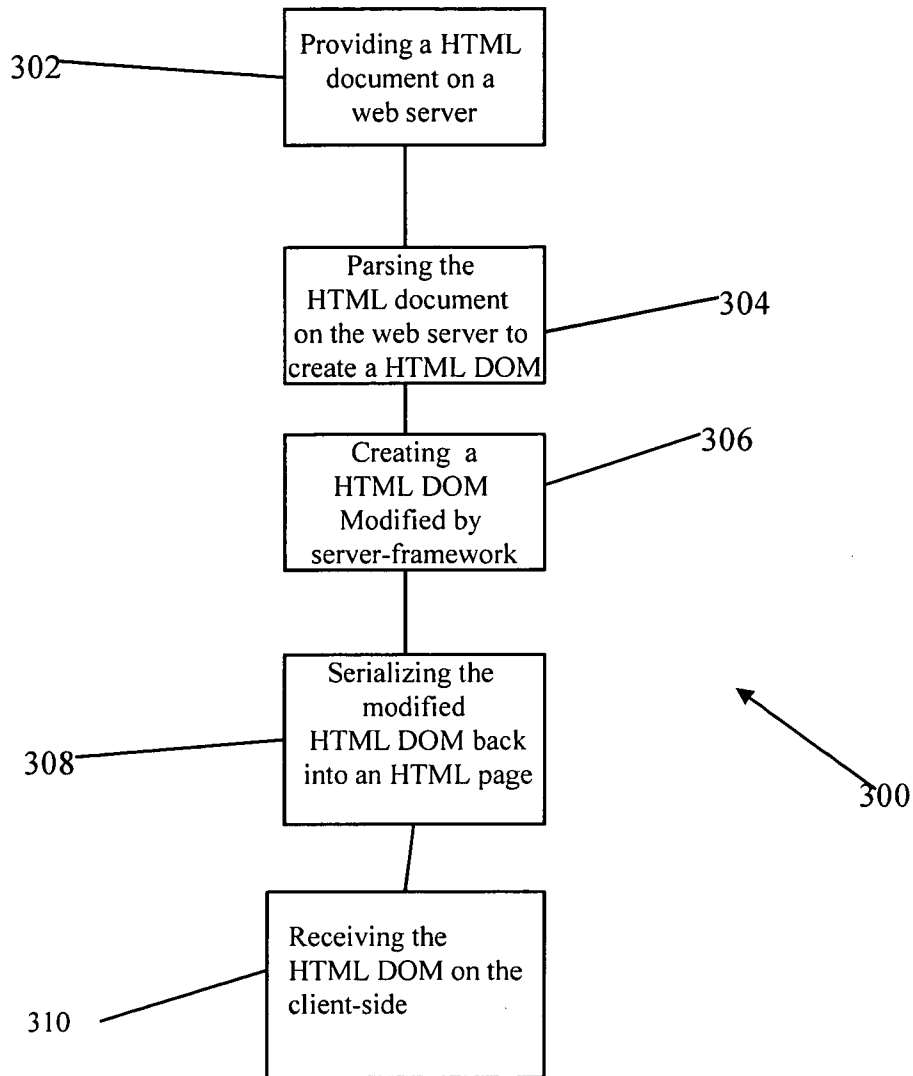 302
Providing a HTML
document on a
web server
Parsing the
HTML document
on the web server to
create a HTML DOM
304
Creating a
HTML DOM
Modified by
server-framework
306
Serializing the
modified
HTML DOM back
into an HTML page
308
300
Receiving the
HTML DOM on the
client-side
310